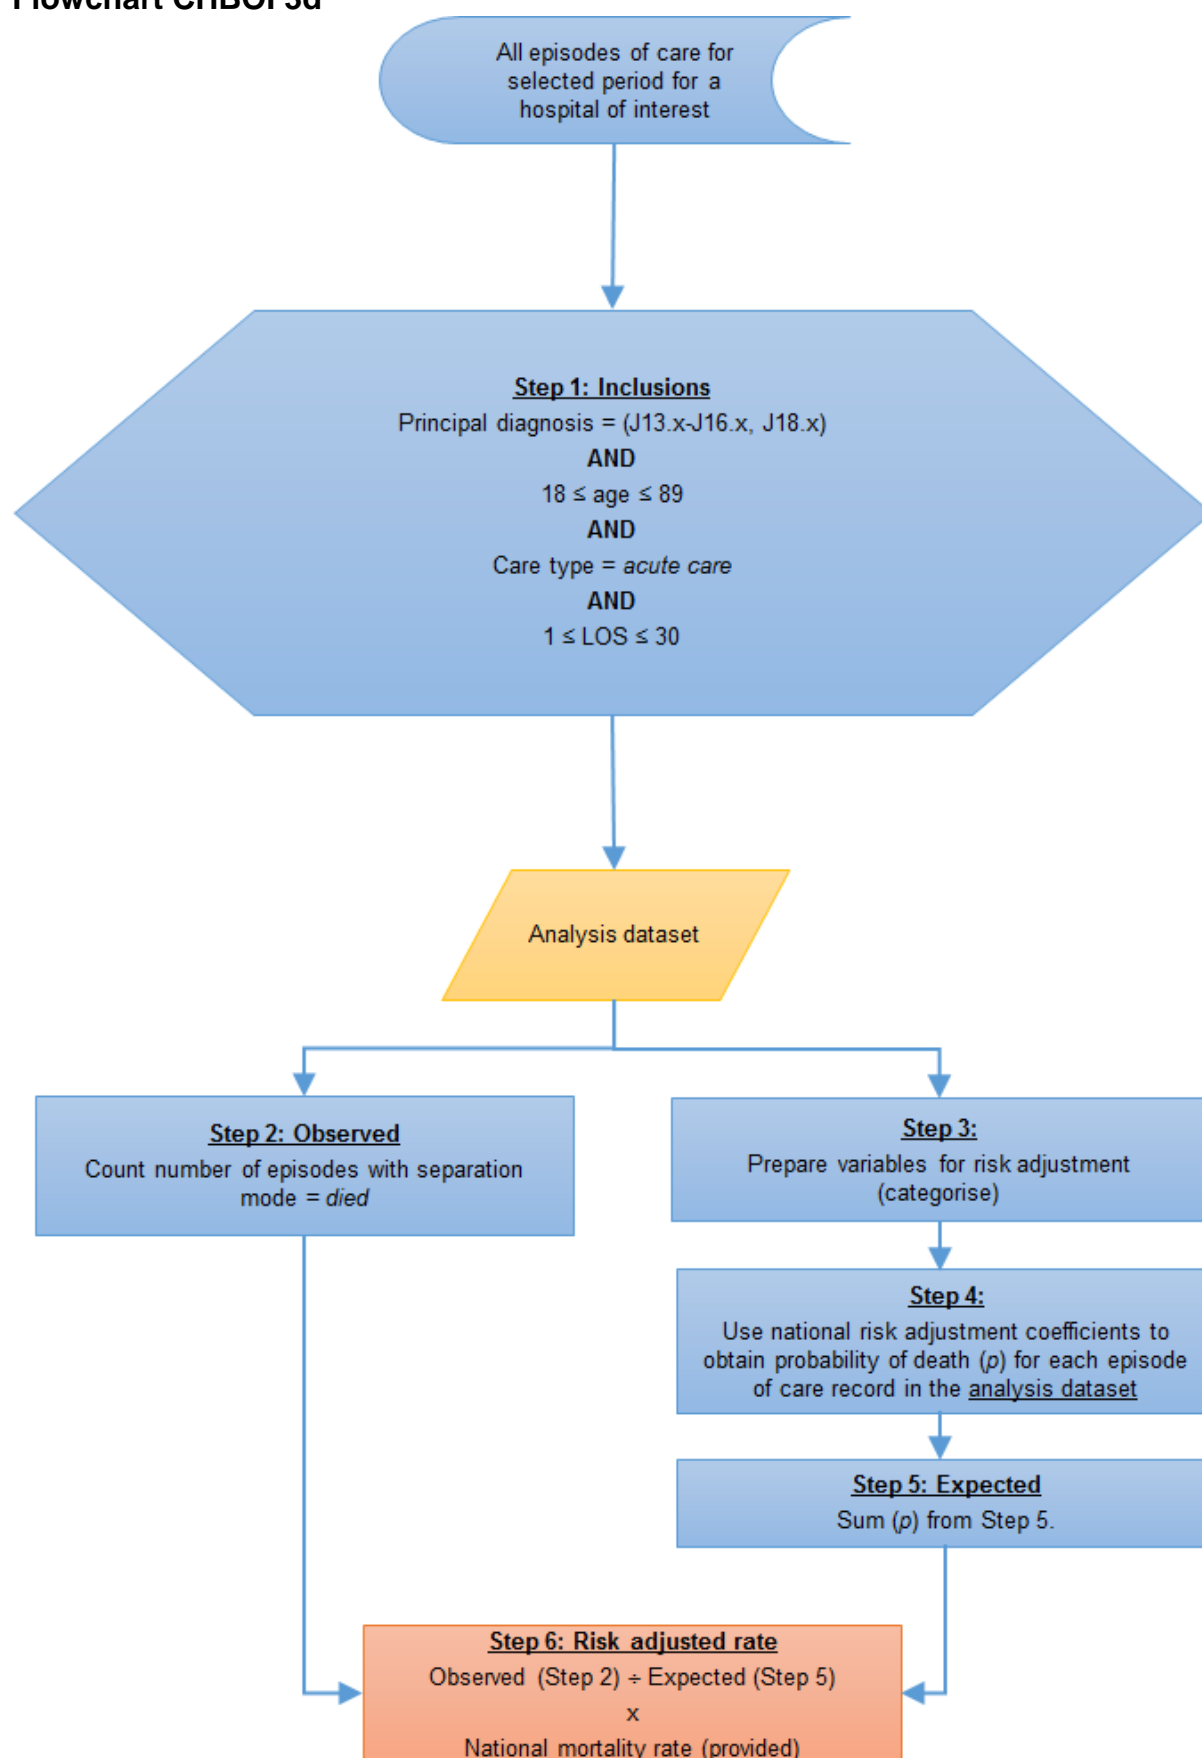 Flowchart CHBOI 3d
All episodes of care for
selected period for a
hospital of interest
Step 1: Inclusions
Principal diagnosis = (J13.x-J16.x, J18.x)
AND
18 ≤ age ≤ 89
AND
Care type = acute care
AND
1 ≤ LOS ≤ 30
Analysis dataset
Step 2: Observed
Count number of episodes with separation
mode = died
Step 3:
Prepare variables for risk adjustment
(categorise)
Step 4:
Use national risk adjustment coefficients to
obtain probability of death (p) for each episode
of care record in the analysis dataset
Step 5: Expected
Sum (p) from Step 5.
Step 6: Risk adjusted rate
Observed (Step 2) ÷ Expected (Step 5)
x
National mortality rate (provided)